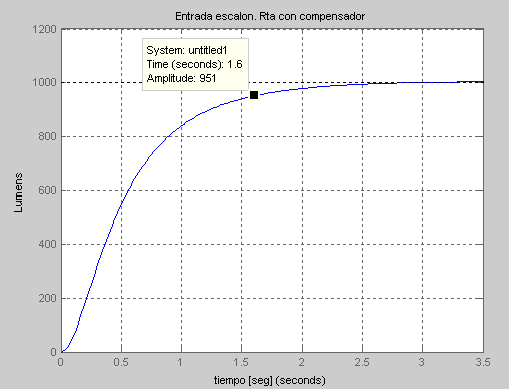 Entrada escalon. Rta con compensador
System: untitled1
Time (seconds): 1.6
Amplitude: 951
1200
1000
800
600
400
200
0
Lumens
0 0.5 1 1.5 2 2.5 3 3.5
tiempo [seg] (seconds)